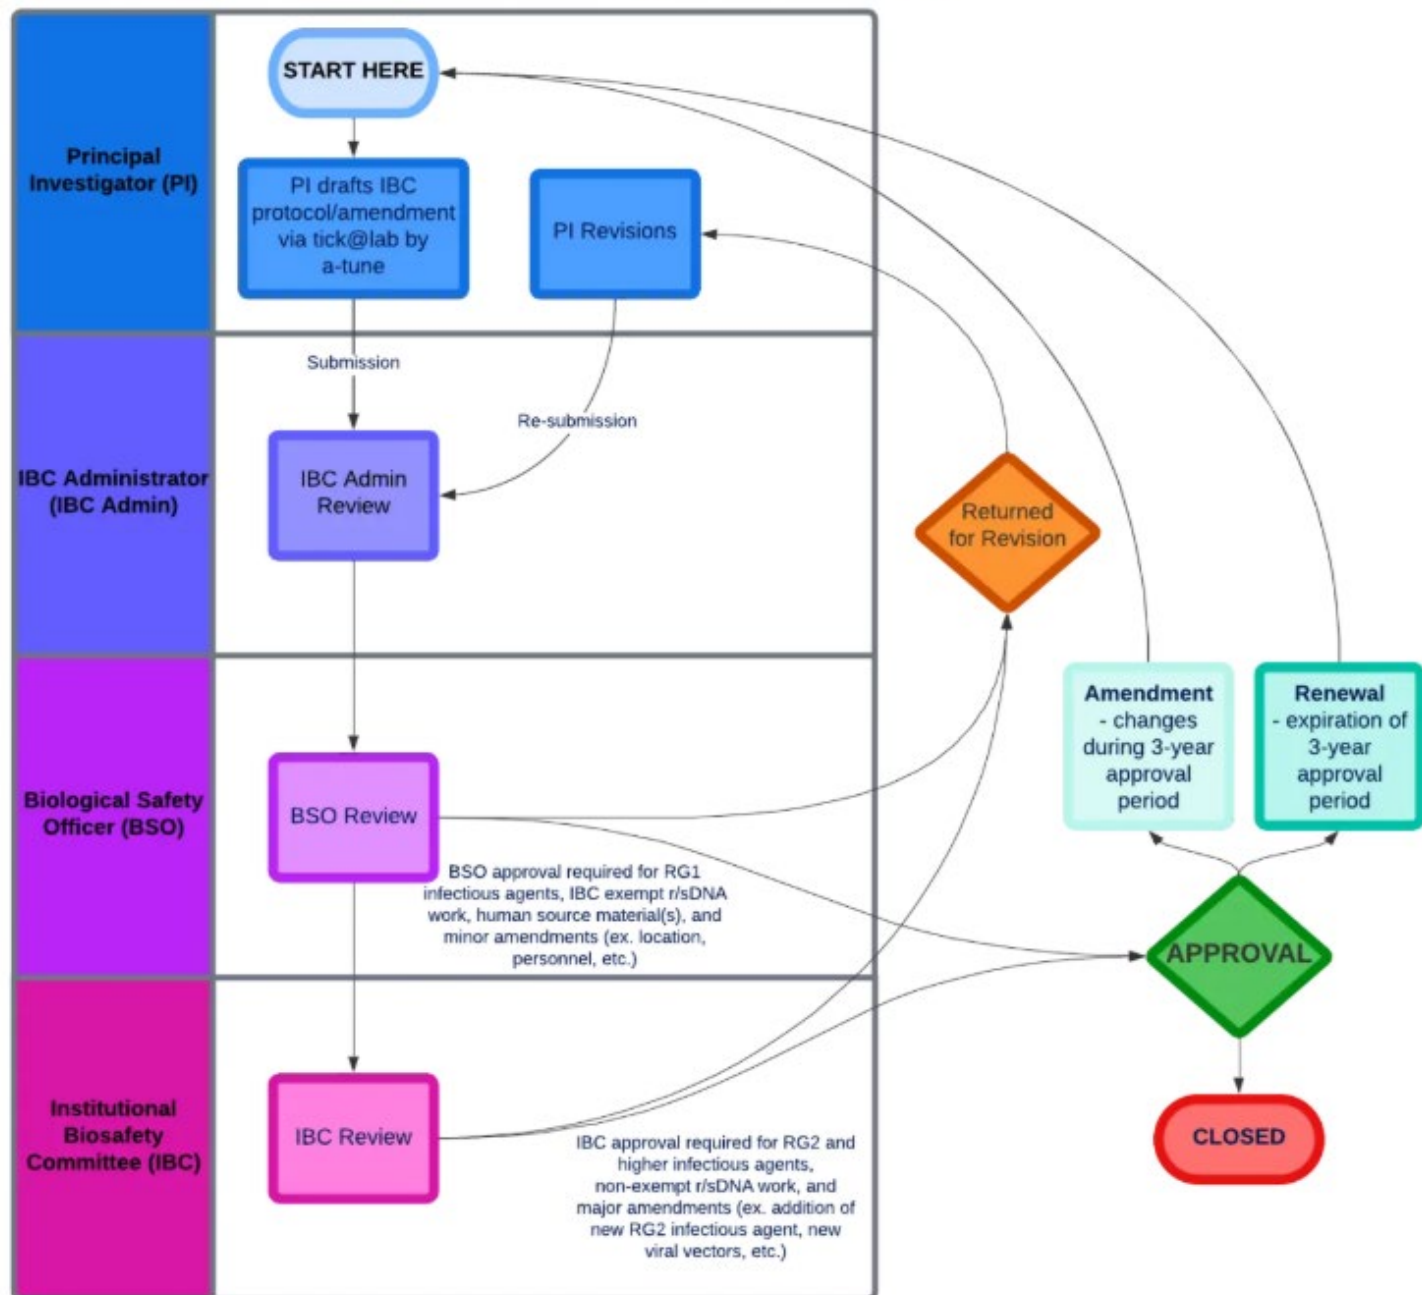 START HERE
Principal
Investigator (PI)
PI drafts IBC
protocol/amendment
via tick@lab by
a-tune
PI Revisions
Submission
Re-submission
IBC Administrator
(IBC Admin)
IBC Admin
Review
Returned
for Revision
Amendment
- changes
during 3-year
approval
period
Renewal
- expiration of
3-year
approval
period
Biological Safety
Officer (BSO)
BSO Review
BSO approval required for RG1
infectious agents, IBC exempt r/sDNA
work, human source material(s), and
minor amendments (ex. location,
personnel, etc.)
APPROVAL
Institutional
Biosafety
Committee (IBC)
IBC Review
IBC approval required for RG2 and
higher infectious agents,
non-exempt r/sDNA work, and
major amendments (ex. addition of
new RG2 infectious agent, new
viral vectors, etc.)
CLOSED